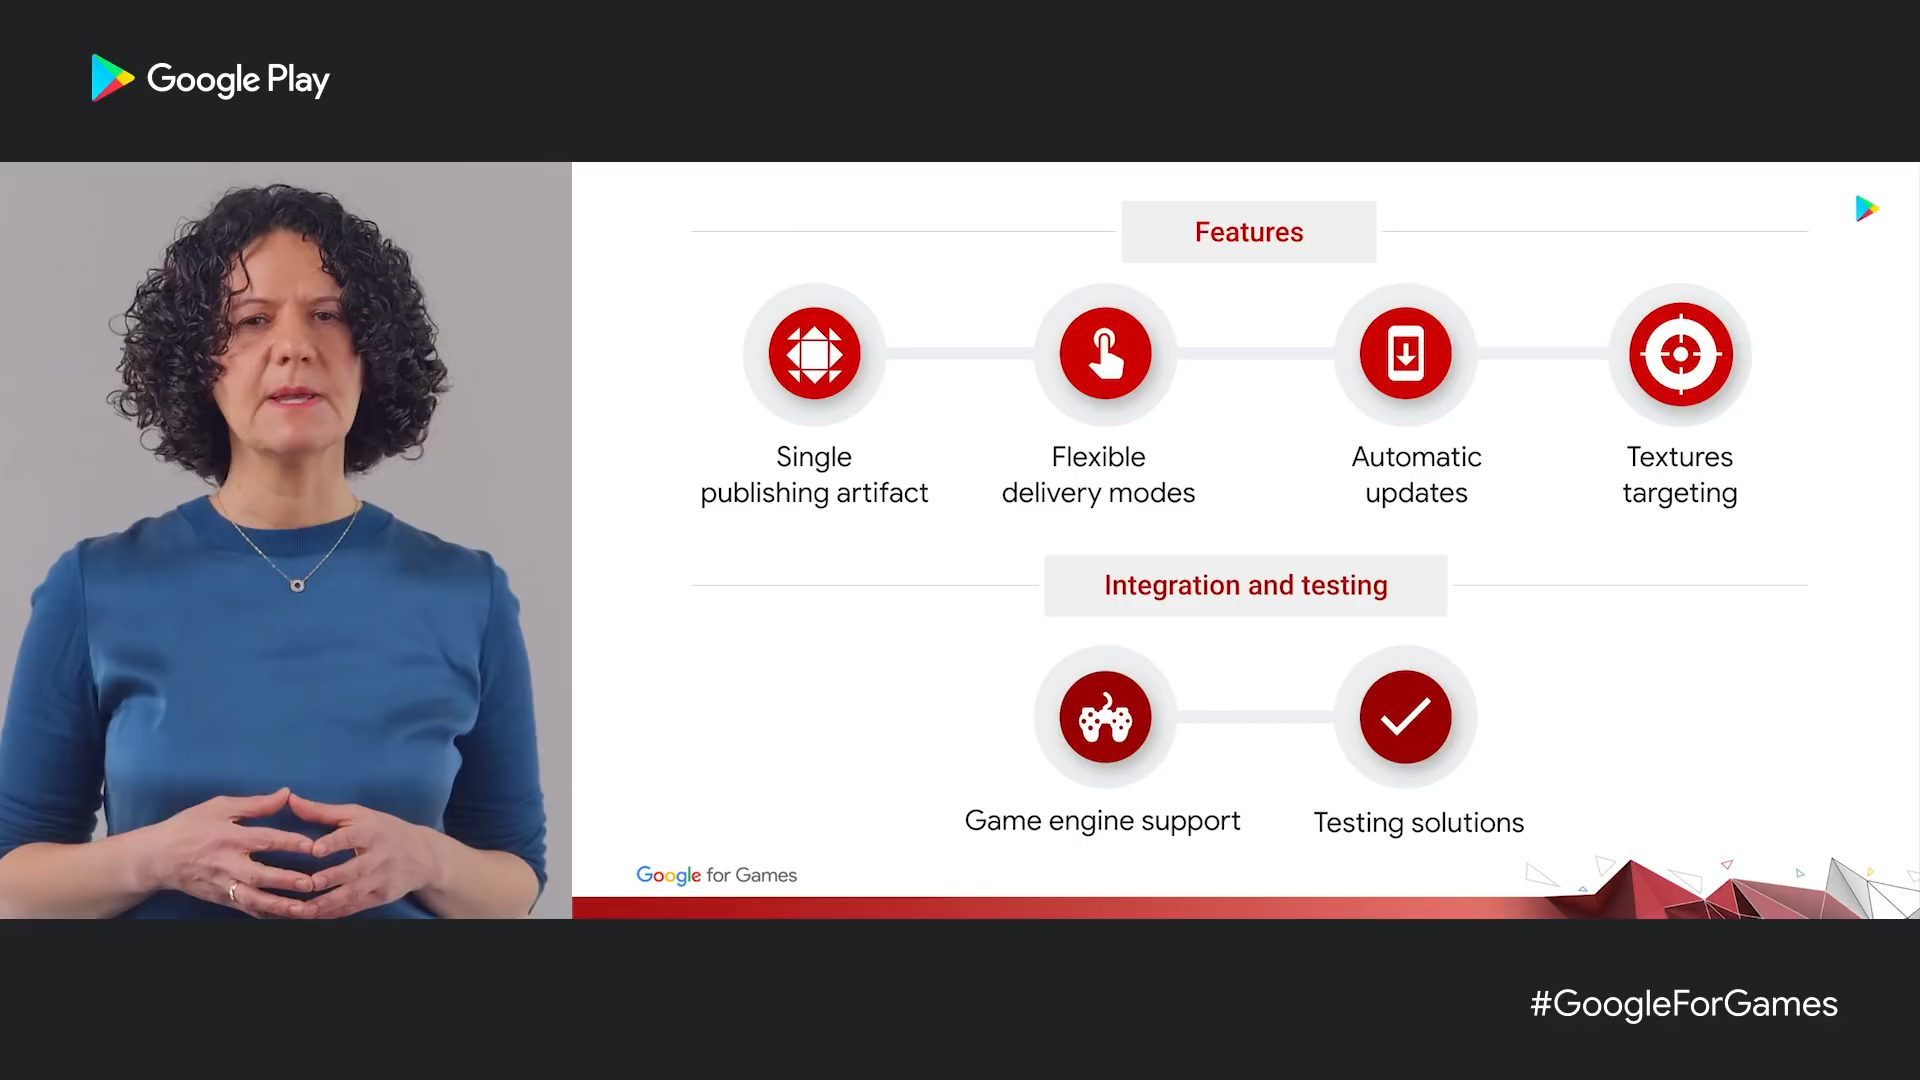 Google Play
Features
Single
publishing artifact
Flexible
delivery modes
Automatic
updates
Textures
targeting
Integration and testing
Game engine support
Testing solutions
Google for Games
#GoogleForGames